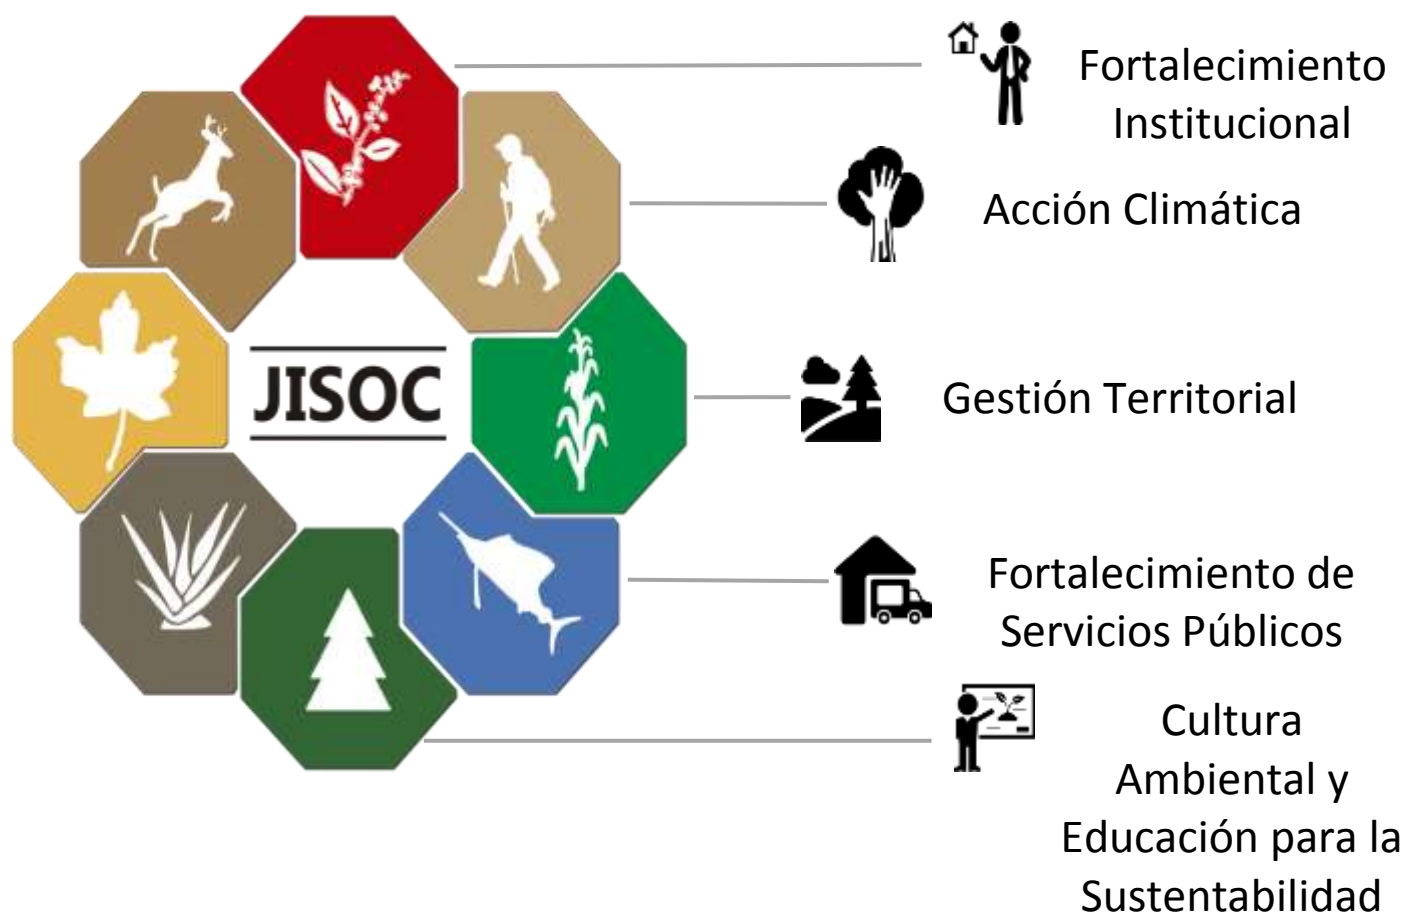 Fortalecimiento
Institucional
Acción Climática
JISOC
Gestión Territorial
Fortalecimiento de
Servicios Públicos
Cultura
Ambiental y
Educación para la
Sustentabilidad